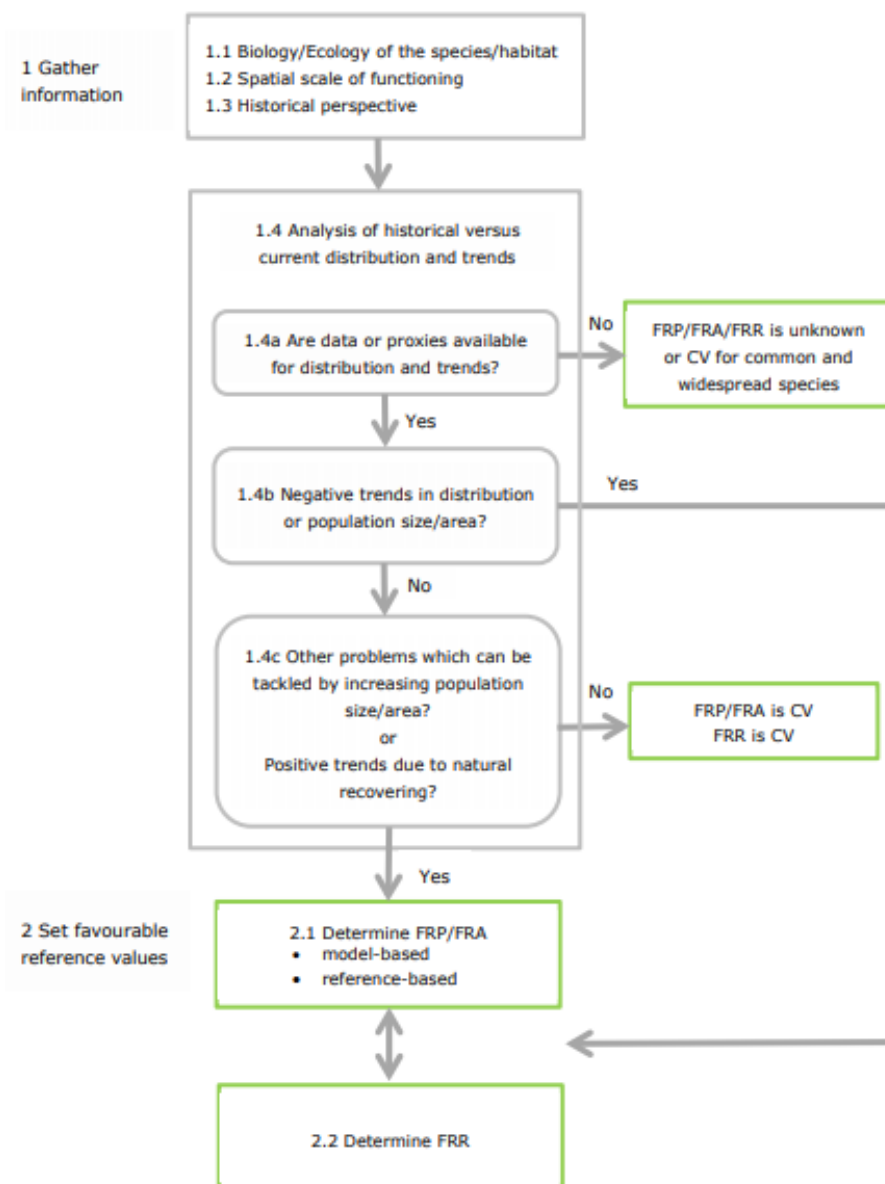 1 Gather
information
1.1 Biology/Ecology of the species/habitat
1.2 Spatial scale of functioning
1.3 Historical perspective
1.4 Analysis of historical versus
current distribution and trends
1.4a Are data or proxies available
for distribution and trends?
No
FRP/FRA/FRR is unknown
or CV for common and
widespread species
Yes
1.4b Negative trends in distribution
or population size/area?
Yes
No
1.4c Other problems which can be
tackled by increasing population
size/area?
or
Positive trends due to natural
recovering?
No
FRP/FRA is CV
FRR is CV
Yes
2 Set favourable
reference values
2.1 Determine FRP/FRA
• model-based
• reference-based
2.2 Determine FRR